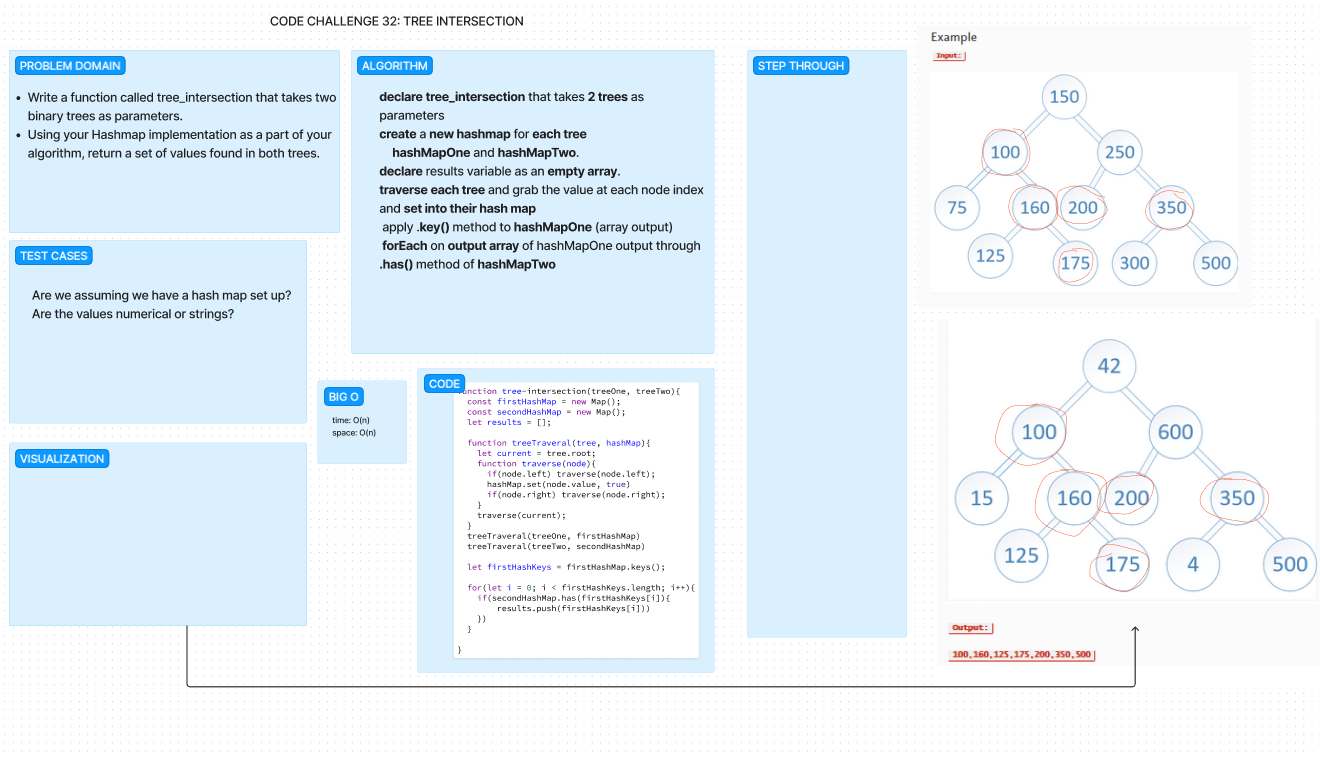 CODE CHALLENGE 32: TREE INTERSECTION
PROBLEM DOMAIN
Write a function called tree_intersection that takes two
binary trees as parameters.
Using your Hashmap implementation as a part of your
algorithm, return a set of values found in both trees.
TEST CASES
Are we assuming we have a hash map set up?
Are the values numerical or strings?
VISUALIZATION
ALGORITHM
declare tree_intersection that takes 2 trees as
parameters
create a new hashmap for each tree
hashMapOne and hashMapTwo.
declare results variable as an empty array.
traverse each tree and grab the value at each node index
and set into their hash map
apply .key() method to hashMapOne (array output)
forEach on output array of hashMapOne output through
.has() method of hashMapTwo
BIG O
time: O(n)
space: O(n)
CODE
unction tree-intersection(treeOne, treeTwo){
const firstHashMap = new Map();
const secondHashMap = new Map();
let results = [];
function treeTraveral(tree, hashMap){
let current = tree.root;
function traverse(node){
if(node.left) traverse(node.left);
hashMap.set(node.value, true)
if(node.right) traverse(node.right);
}
traverse(current);
}
treeTraveral(treeOne, firstHashMap)
treeTraveral(treeTwo, secondHashMap)
let firstHashKeys = firstHashMap.keys();
for(let i = 0; i < firstHashKeys.length; i++){
if(secondHashMap.has(firstHashKeys[i]){
results.push(firstHashKeys[i]))
})
}
}
STEP THROUGH
Example
Input:
150
100 250
75 160 200 350
125 175 300 500
42
100 600
15 160 200 350
125 175 4 500
Output:
100,160,125,175,200,350,500